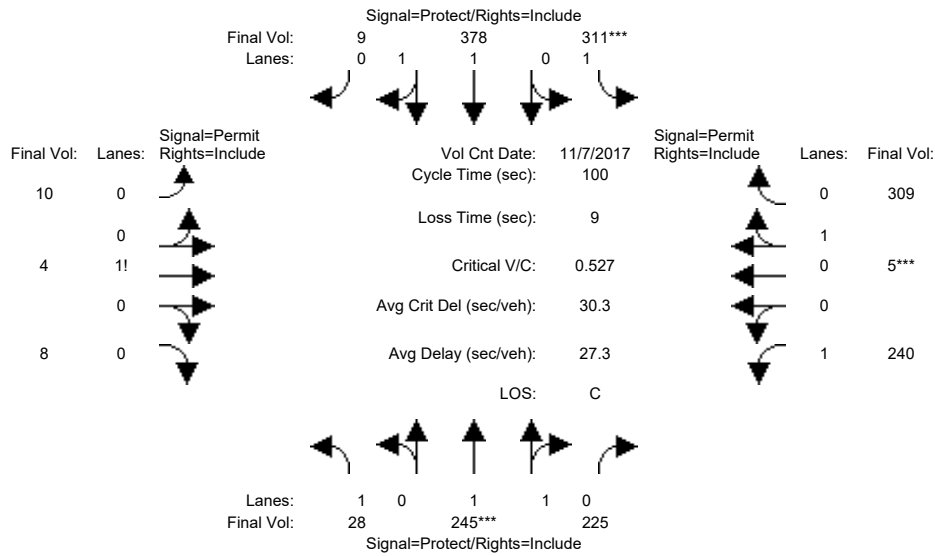 Signal=Protect/Rights=Include
Final Vol: 9 378 311***
Lanes: 0 1 1 0 1
Signal=Permit
Final Vol: Lanes: Rights=Include
Vol Cnt Date: 11/7/2017
Signal=Permit
Rights=Include Lanes: Final Vol:
Cycle Time (sec): 100
10 0
0 309
Loss Time (sec): 9
0
1
4 1!
Critical V/C: 0.527
0 5***
0
Avg Crit Del (sec/veh): 30.3
0
8 0
Avg Delay (sec/veh): 27.3
1 240
LOS: C
Lanes: 1 0 1 1 0
Final Vol: 28 245*** 225
Signal=Protect/Rights=Include